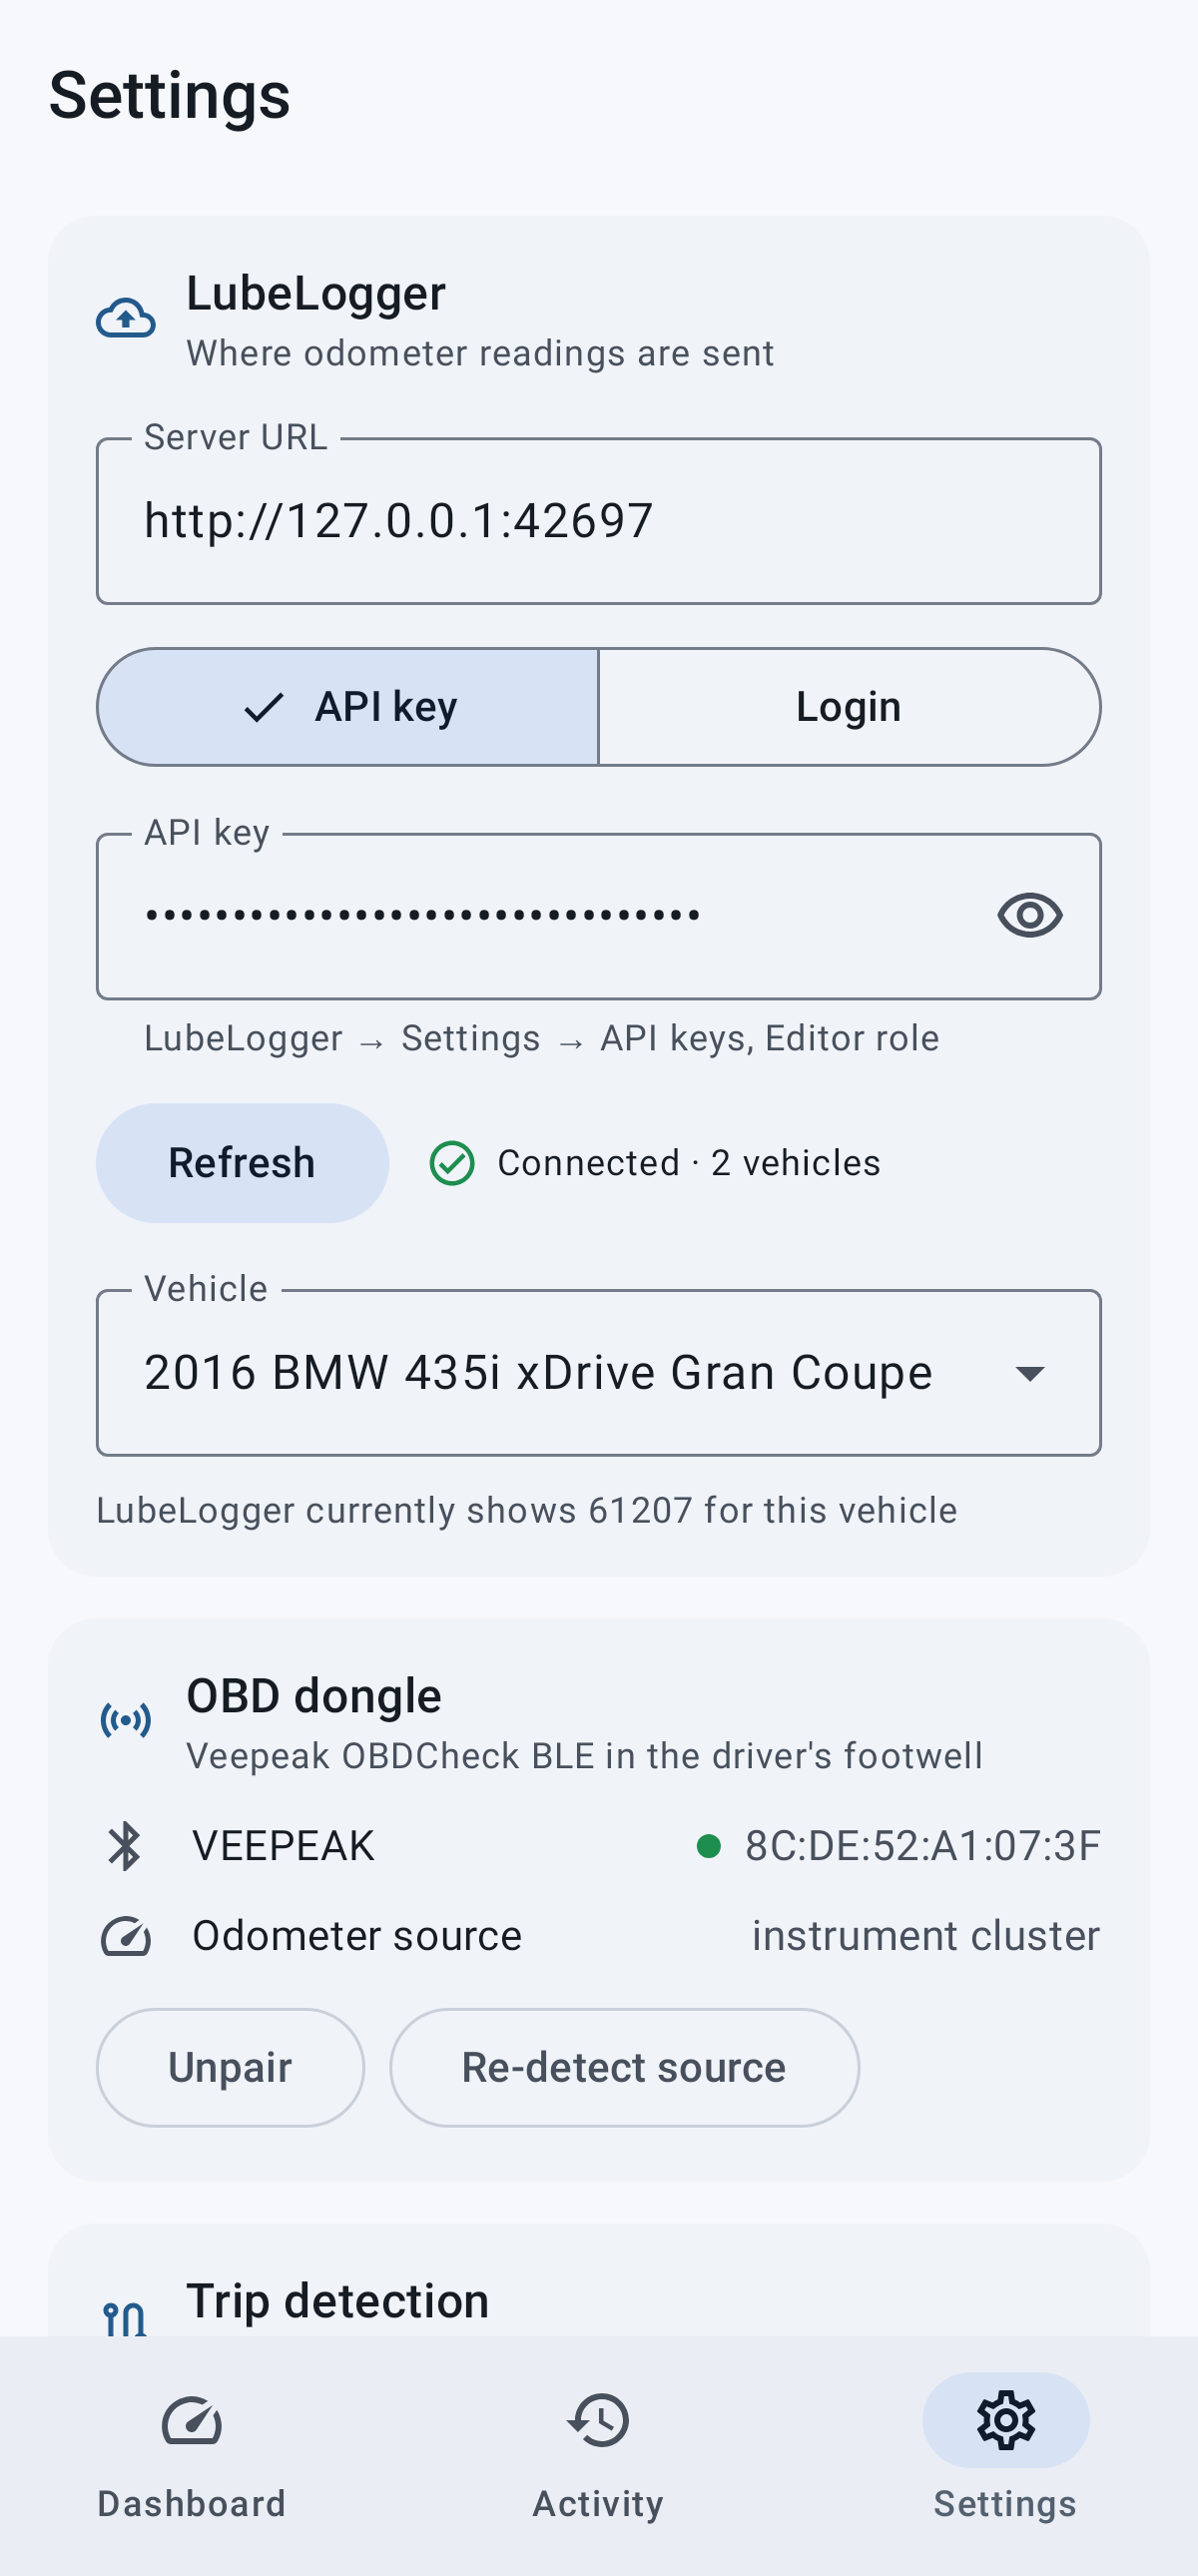 Settings
LubeLogger
Where odometer readings are sent
Server URL
http://127.0.0.1:42697
API key
Login
API key
••••••••••••••••••••••••••••••••
LubeLogger → Settings → API keys, Editor role
Refresh
Connected · 2 vehicles
Vehicle
2016 BMW 435i xDrive Gran Coupe
LubeLogger currently shows 61207 for this vehicle
OBD dongle
Veepeak OBDCheck BLE in the driver's footwell
VEEPEAK
8C:DE:52:A1:07:3F
Odometer source
instrument cluster
Unpair
Re-detect source
Trip detection
Dashboard
Activity
Settings